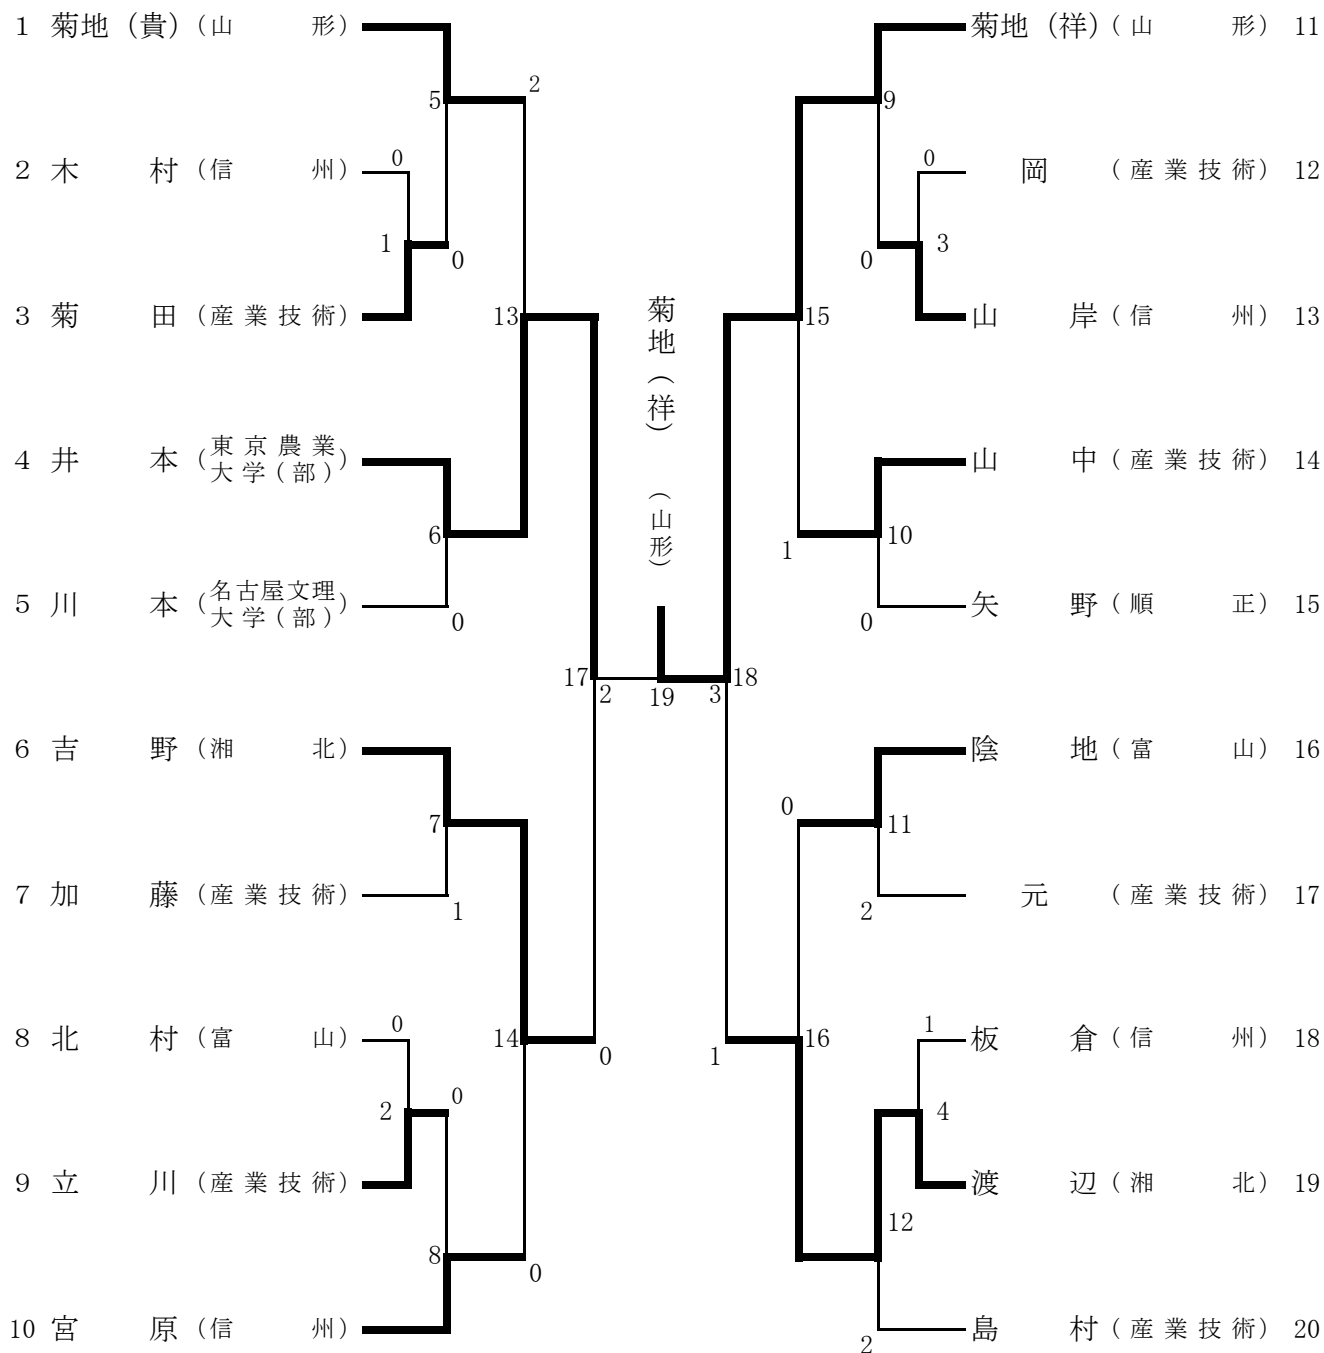 1 菊地（貴）（山形）
2
5
2 木村（信州）
0
1
0
3 菊田（産業技術）
13
4 井本（東京農業大学（部））
6
5 川本（名古屋文理大学（部））
0
17
2
6 吉野（湘北）
7
7 加藤（産業技術）
1
8 北村（富山）
0
14
0
2
0
9 立川（産業技術）
8
0
10 宮原（信州）
菊地（祥）（山形）
19
菊地（祥）（山形） 11
9
岡（産業技術） 12
0
3
0
山岸（信州） 13
15
山中（産業技術） 14
10
1
矢野（順正） 15
0
18
3
陰地（富山） 16
0
11
元（産業技術） 17
2
板倉（信州） 18
1
16
1
4
渡辺（湘北） 19
12
島村（産業技術） 20
2